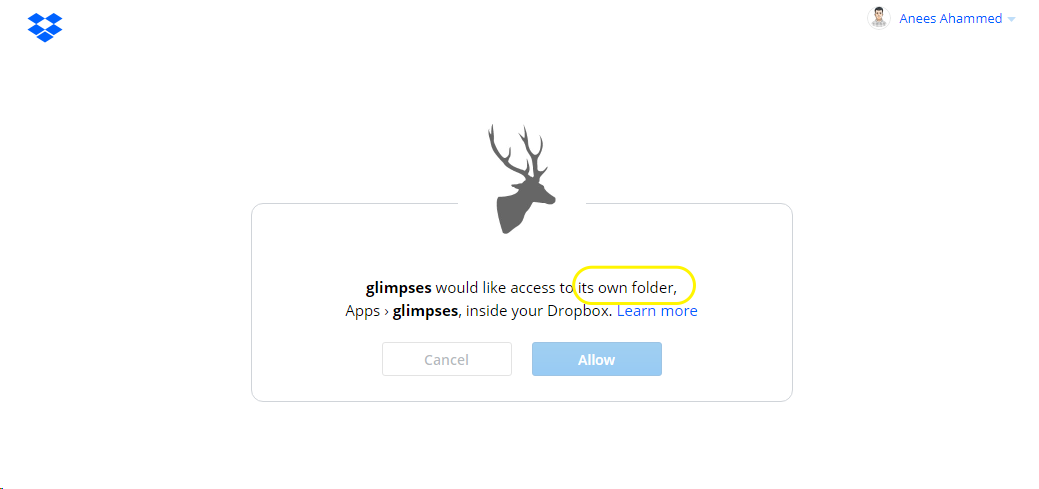 Anees Ahammed
glimpses would like access to its own folder,
Apps › glimpses, inside your Dropbox. Learn more
Cancel Allow